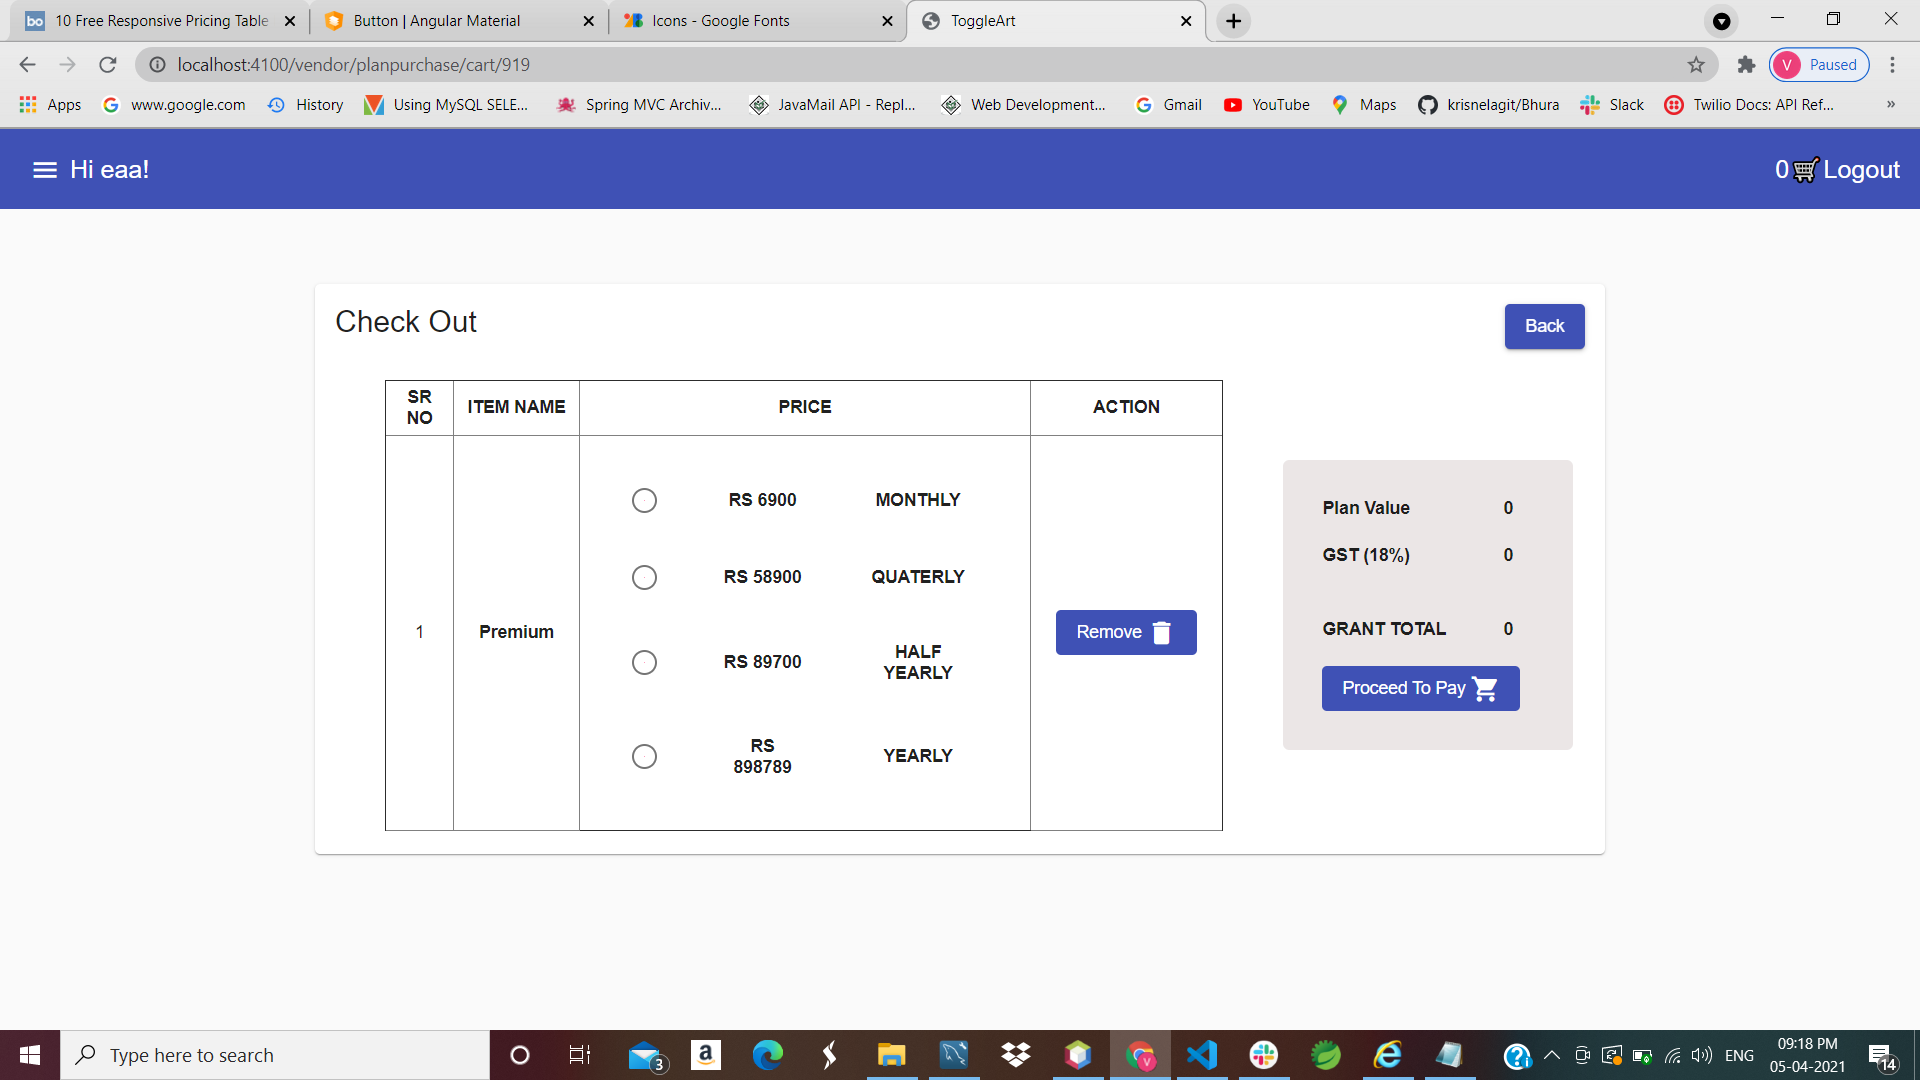 10 Free Responsive Pricing Table
Button | Angular Material
Icons - Google Fonts
ToggleArt
localhost:4100/vendor/planpurchase/cart/919
V Paused
Apps
www.google.com
History
Using MySQL SELE...
Spring MVC Archiv...
JavaMail API - Repl...
Web Development...
Gmail
YouTube
Maps
krisnelagit/Bhura
Slack
Twilio Docs: API Ref...
»
Hi eaa!
0 Logout
Check Out
Back
SR
NO
ITEM NAME
PRICE
ACTION
1
Premium
RS 6900 MONTHLY
RS 58900 QUATERLY
RS 89700 HALF
YEARLY
RS
898789
YEARLY
Remove
Plan Value 0
GST (18%) 0
GRANT TOTAL 0
Proceed To Pay
Type here to search
3
ENG
09:18 PM
05-04-2021
14